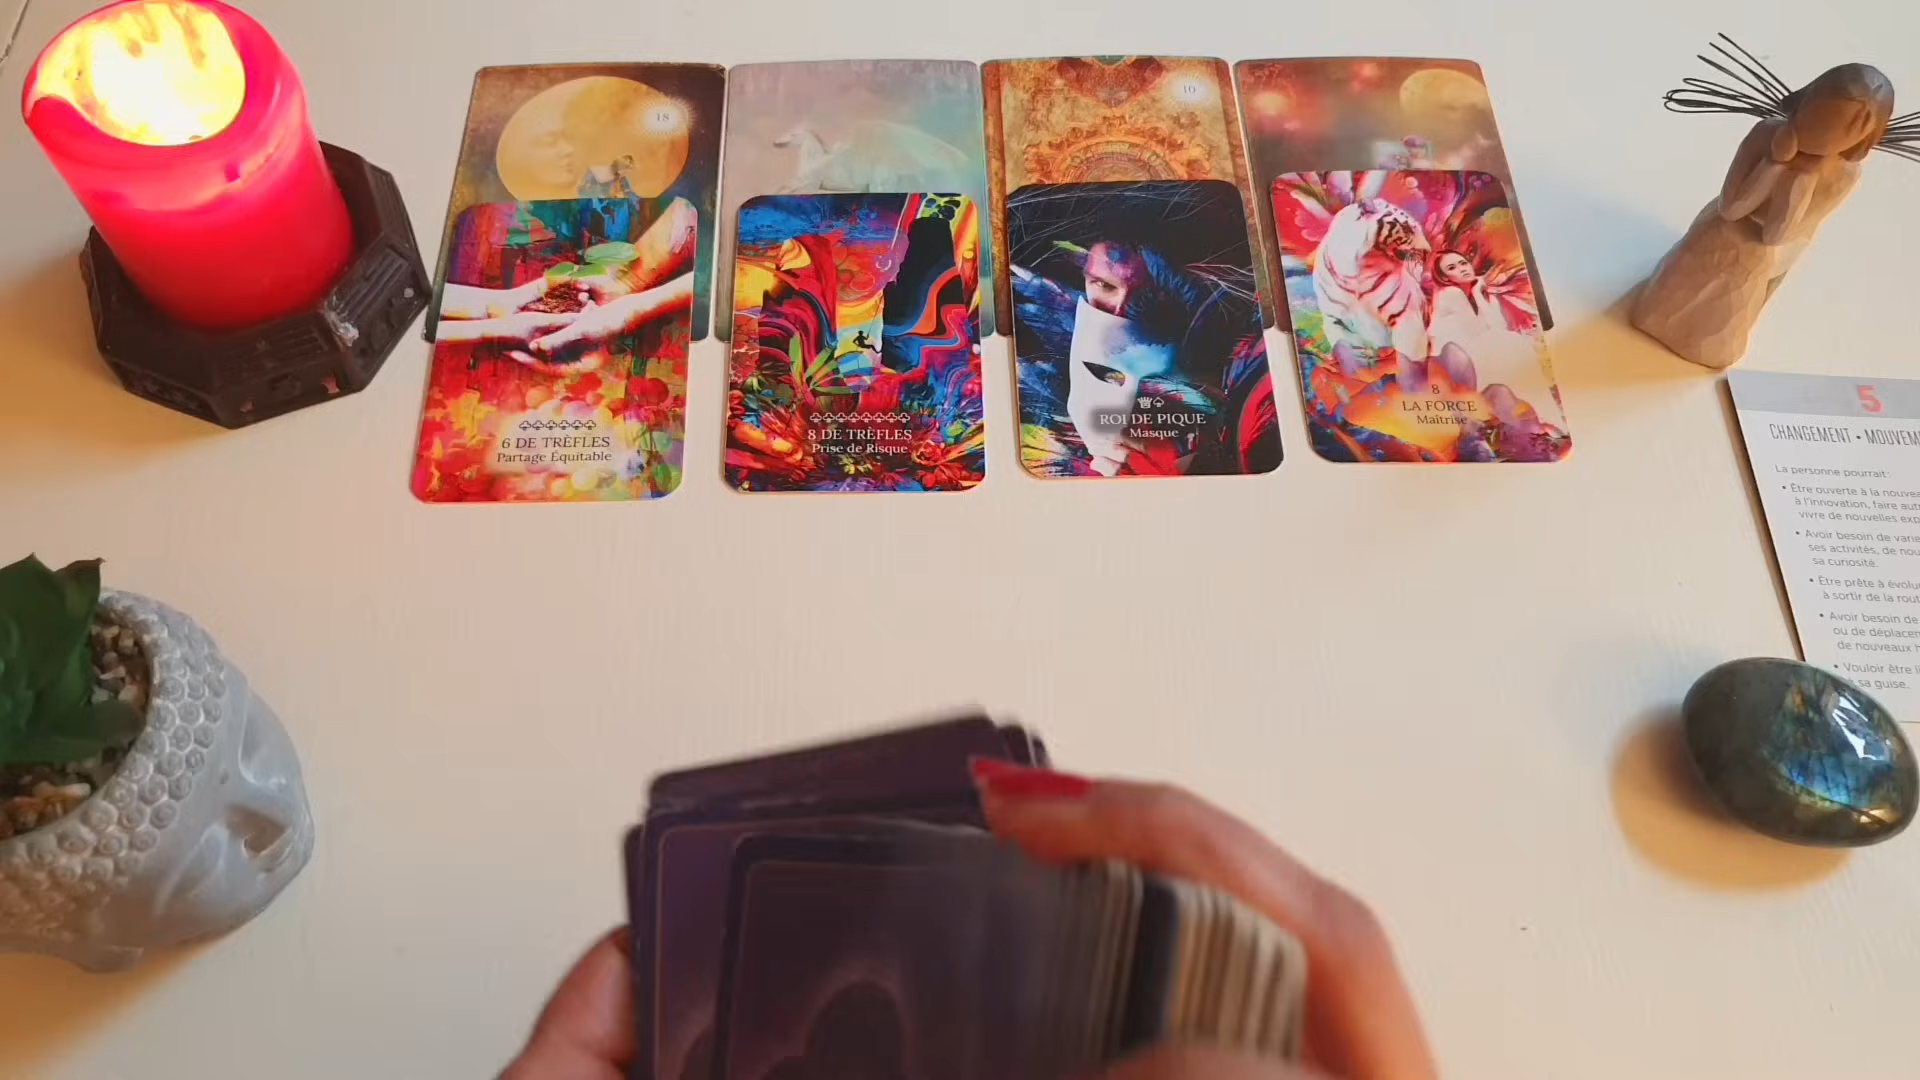 18
10
6 DE TRÈFLES
Partage Équitable
8 DE TRÈFLES
Prise de Risque
ROI DE PIQUE
Masque
8
LA FORCE
Maîtrise
5
CHANGEMENT • MOUVEM
La personne pourrait :
• Être ouverte à la nouvea
à l'innovation, faire aut
vivre de nouvelles exp
• Avoir besoin de varie
ses activités, de nou
sa curiosité.
• Être prête à évolu
à sortir de la rout
• Avoir besoin de
ou de déplacem
de nouveaux h
• Vouloir être li
sa guise.